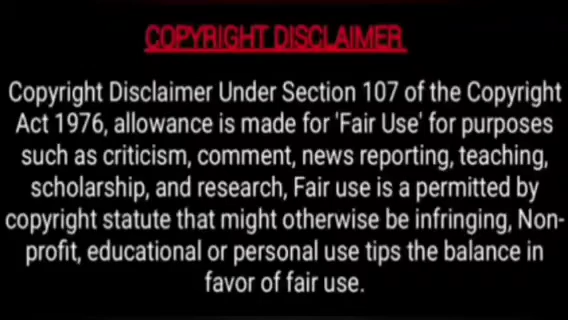 COPYRIGHT DISCLAIMER
Copyright Disclaimer Under Section 107 of the Copyright
Act 1976, allowance is made for 'Fair Use' for purposes
such as criticism, comment, news reporting, teaching,
scholarship, and research, Fair use is a permitted by
copyright statute that might otherwise be infringing, Non-
profit, educational or personal use tips the balance in
favor of fair use.